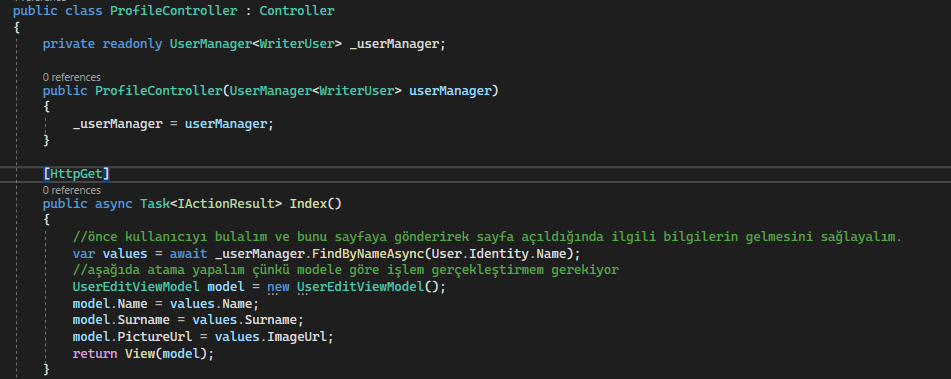 public class ProfileController : Controller
{
private readonly UserManager<WriterUser> _userManager;
0 references
public ProfileController(UserManager<WriterUser> userManager)
{
_userManager = userManager;
}
[HttpGet]
0 references
public async Task<IActionResult> Index()
{
//önce kullanıcıyı bulalım ve bunu sayfaya gönderirek sayfa açıldığında ilgili bilgilerin gelmesini sağlayalım.
var values = await _userManager.FindByNameAsync(User.Identity.Name);
//aşağıda atama yapalım çünkü modele göre işlem gerçekleştirmem gerekiyor
UserEditViewModel model = new UserEditViewModel();
model.Name = values.Name;
model.Surname = values.Surname;
model.PictureUrl = values.ImageUrl;
return View(model);
}